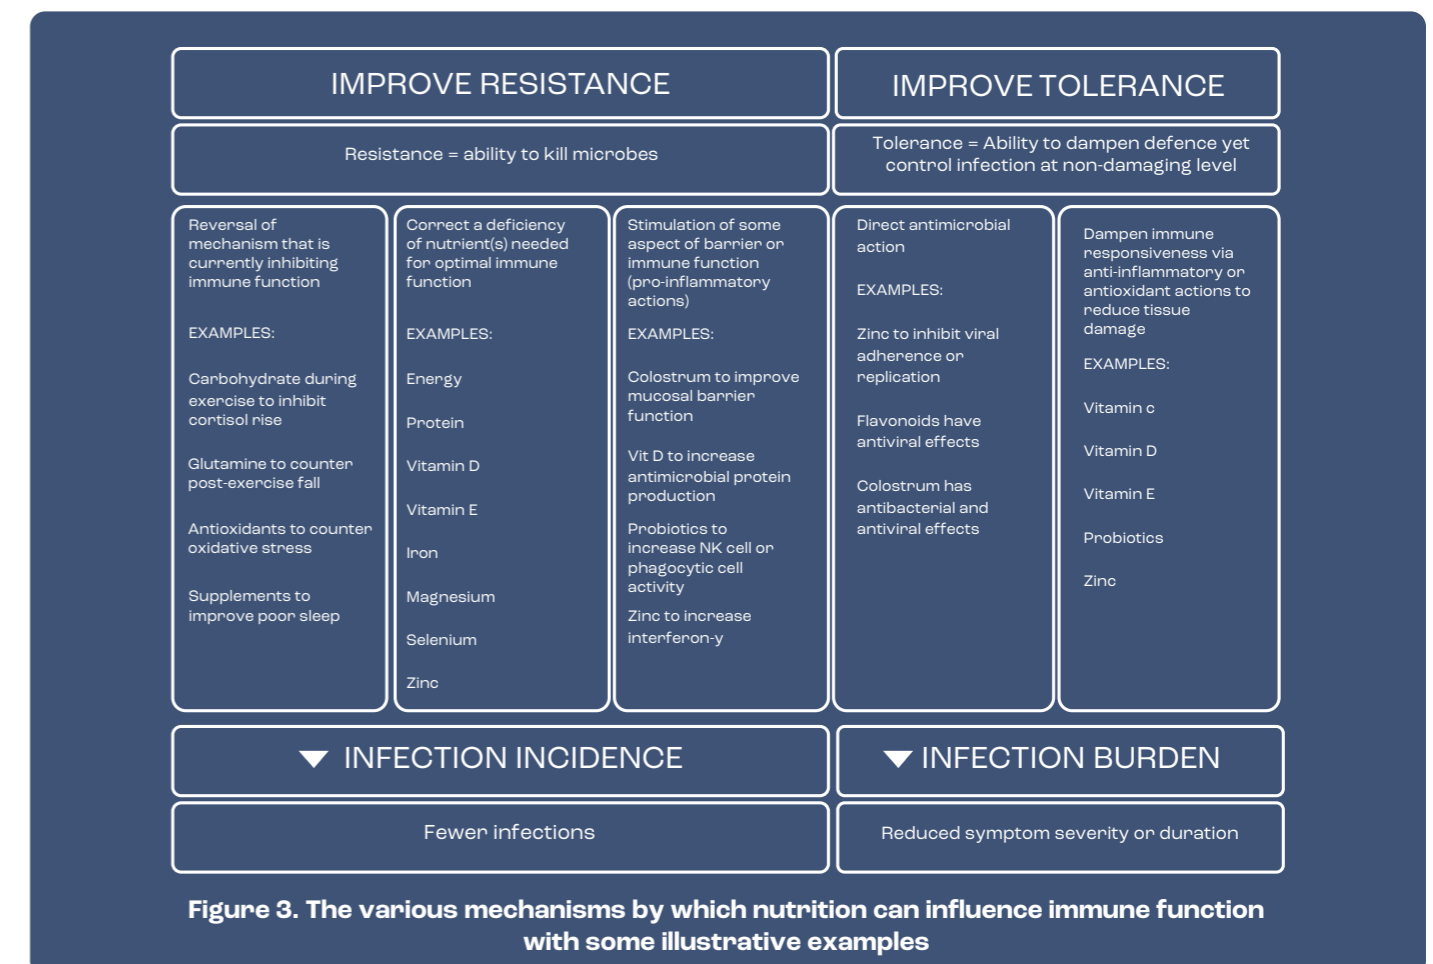 IMPROVE RESISTANCE
IMPROVE TOLERANCE
Resistance = ability to kill microbes
Tolerance = Ability to dampen defence yet
control infection at non-damaging level
Reversal of
mechanism that is
currently inhibiting
immune function
EXAMPLES:
Carbohydrate during
exercise to inhibit
cortisol rise
Glutamine to counter
post-exercise fall
Antioxidants to counter
oxidative stress
Supplements to
improve poor sleep
Correct a deficiency
of nutrient(s) needed
for optimal immune
function
EXAMPLES:
Energy
Protein
Vitamin D
Vitamin E
Iron
Magnesium
Selenium
Zinc
Stimulation of some
aspect of barrier or
immune function
(pro-inflammatory
actions)
EXAMPLES:
Colostrum to improve
mucosal barrier
function
Vit D to increase
antimicrobial protein
production
Probiotics to
increase NK cell or
phagocytic cell
activity
Zinc to increase
interferon-y
Direct antimicrobial
action
EXAMPLES:
Zinc to inhibit viral
adherence or
replication
Flavonoids have
antiviral effects
Colostrum has
antibacterial and
antiviral effects
Dampen immune
responsiveness via
anti-inflammatory or
antioxidant actions to
reduce tissue
damage
EXAMPLES:
Vitamin c
Vitamin D
Vitamin E
Probiotics
Zinc
INFECTION INCIDENCE
INFECTION BURDEN
Fewer infections
Reduced symptom severity or duration
Figure 3. The various mechanisms by which nutrition can influence immune function
with some illustrative examples